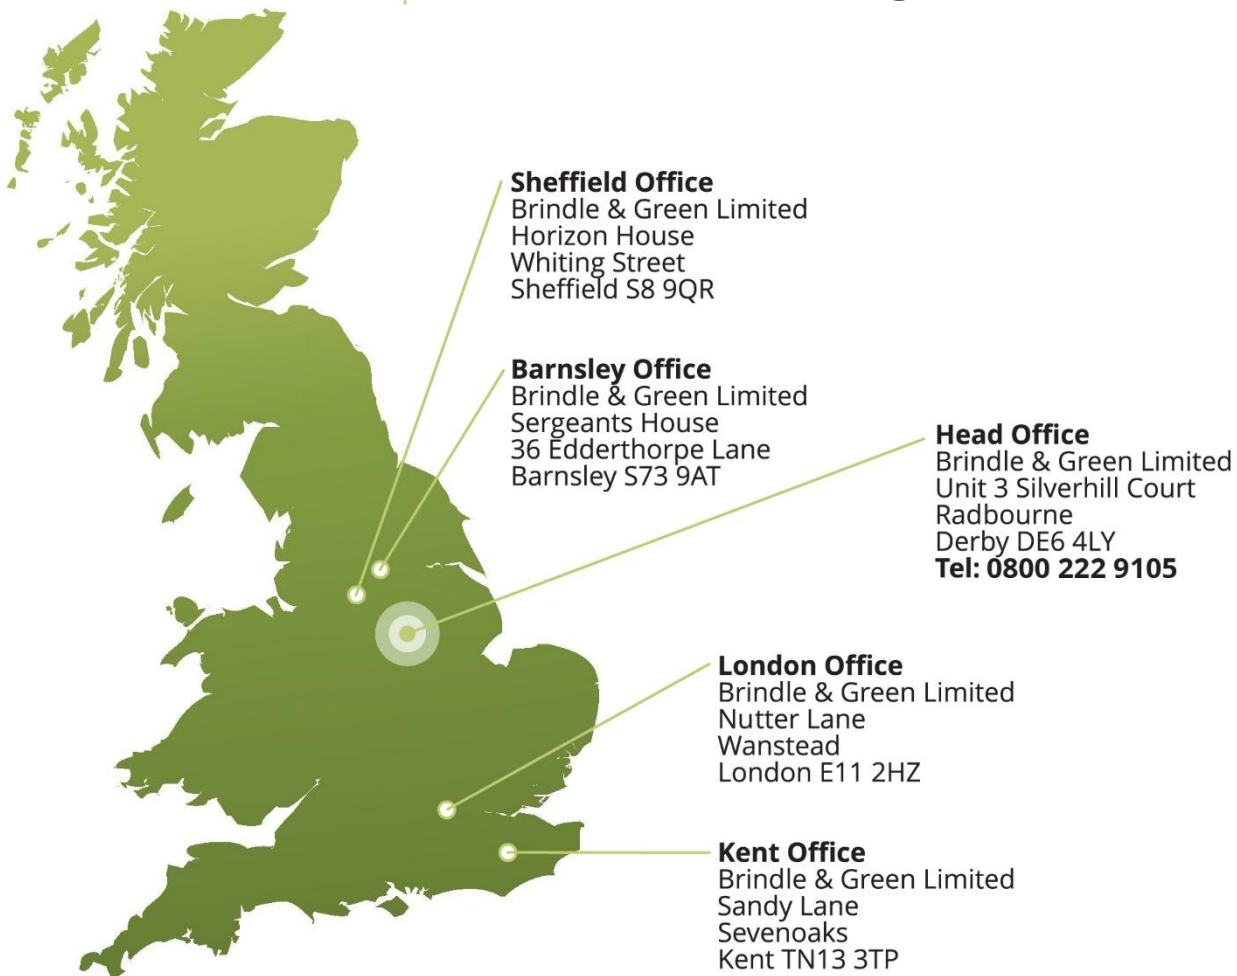 Sheffield Office
Brindle & Green Limited
Horizon House
Whiting Street
Sheffield S8 9QR
Barnsley Office
Brindle & Green Limited
Sergeants House
36 Edderthorpe Lane
Barnsley S73 9AT
Head Office
Brindle & Green Limited
Unit 3 Silverhill Court
Radbourne
Derby DE6 4LY
Tel: 0800 222 9105
London Office
Brindle & Green Limited
Nutter Lane
Wanstead
London E11 2HZ
Kent Office
Brindle & Green Limited
Sandy Lane
Sevenoaks
Kent TN13 3TP